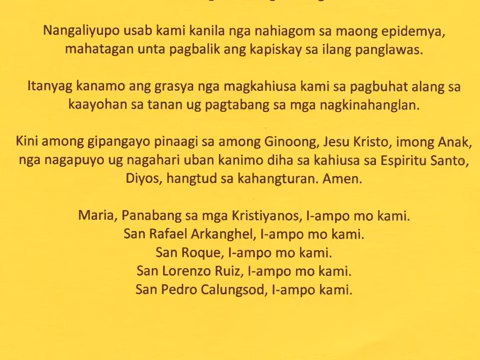 Nangaliyupo usab kami kanila nga nahiagom sa maong epidemya,
mahatagan unta pagbalik ang kapiskay sa ilang panglawas.
Itanyag kanamo ang grasya nga magkahiusa kami sa pagbuhat alang sa
kaayohan sa tanan ug pagtabang sa mga nagkinahanglan.
Kini among gipangayo pinaagi sa among Ginoong, Jesu Kristo, imong Anak,
nga nagapuyo ug nagahari uban kanimo diha sa kahiusa sa Espiritu Santo,
Diyos, hangtud sa kahangturan. Amen.
Maria, Panabang sa mga Kristiyanos, I-ampo mo kami.
San Rafael Arkanghel, I-ampo mo kami.
San Roque, I-ampo mo kami.
San Lorenzo Ruiz, I-ampo mo kami.
San Pedro Calungsod, I-ampo kami.